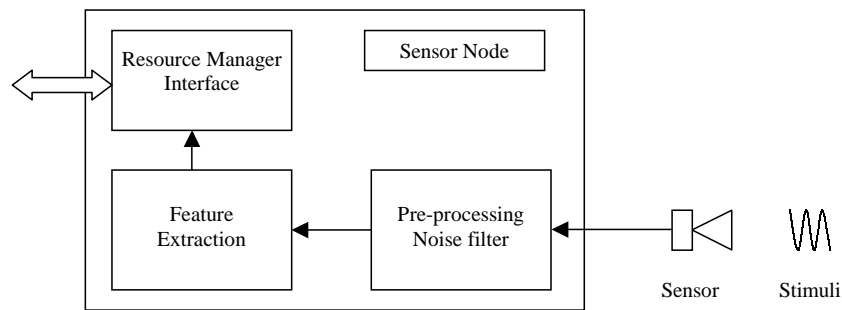 Resource Manager
Interface
Sensor Node
Feature
Extraction
Pre-processing
Noise filter
Sensor
Stimuli